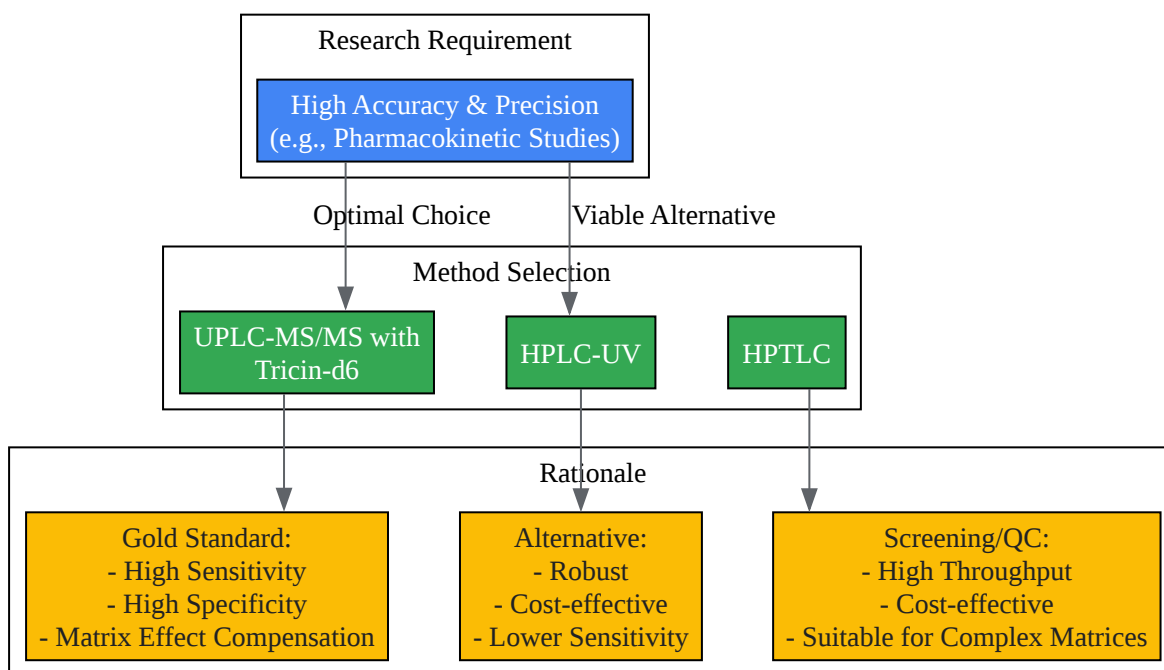 Research Requirement
High Accuracy & Precision
(e.g., Pharmacokinetic Studies)
Optimal Choice
Viable Alternative
Method Selection
UPLC-MS/MS with
Tricin-d6
HPLC-UV
HPTLC
Rationale
Gold Standard:
- High Sensitivity
- High Specificity
- Matrix Effect Compensation
Alternative:
- Robust
- Cost-effective
- Lower Sensitivity
Screening/QC:
- High Throughput
- Cost-effective
- Suitable for Complex Matrices